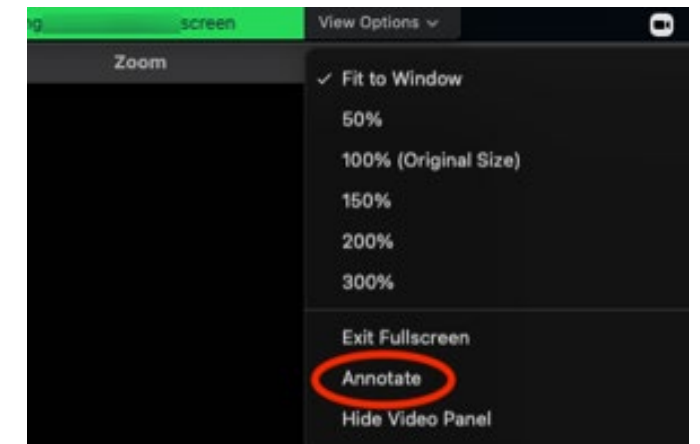 screen View Options
Zoom
Fit to Window
50%
100% (Original Size)
150%
200%
300%
Exit Fullscreen
Annotate
Hide Video Panel